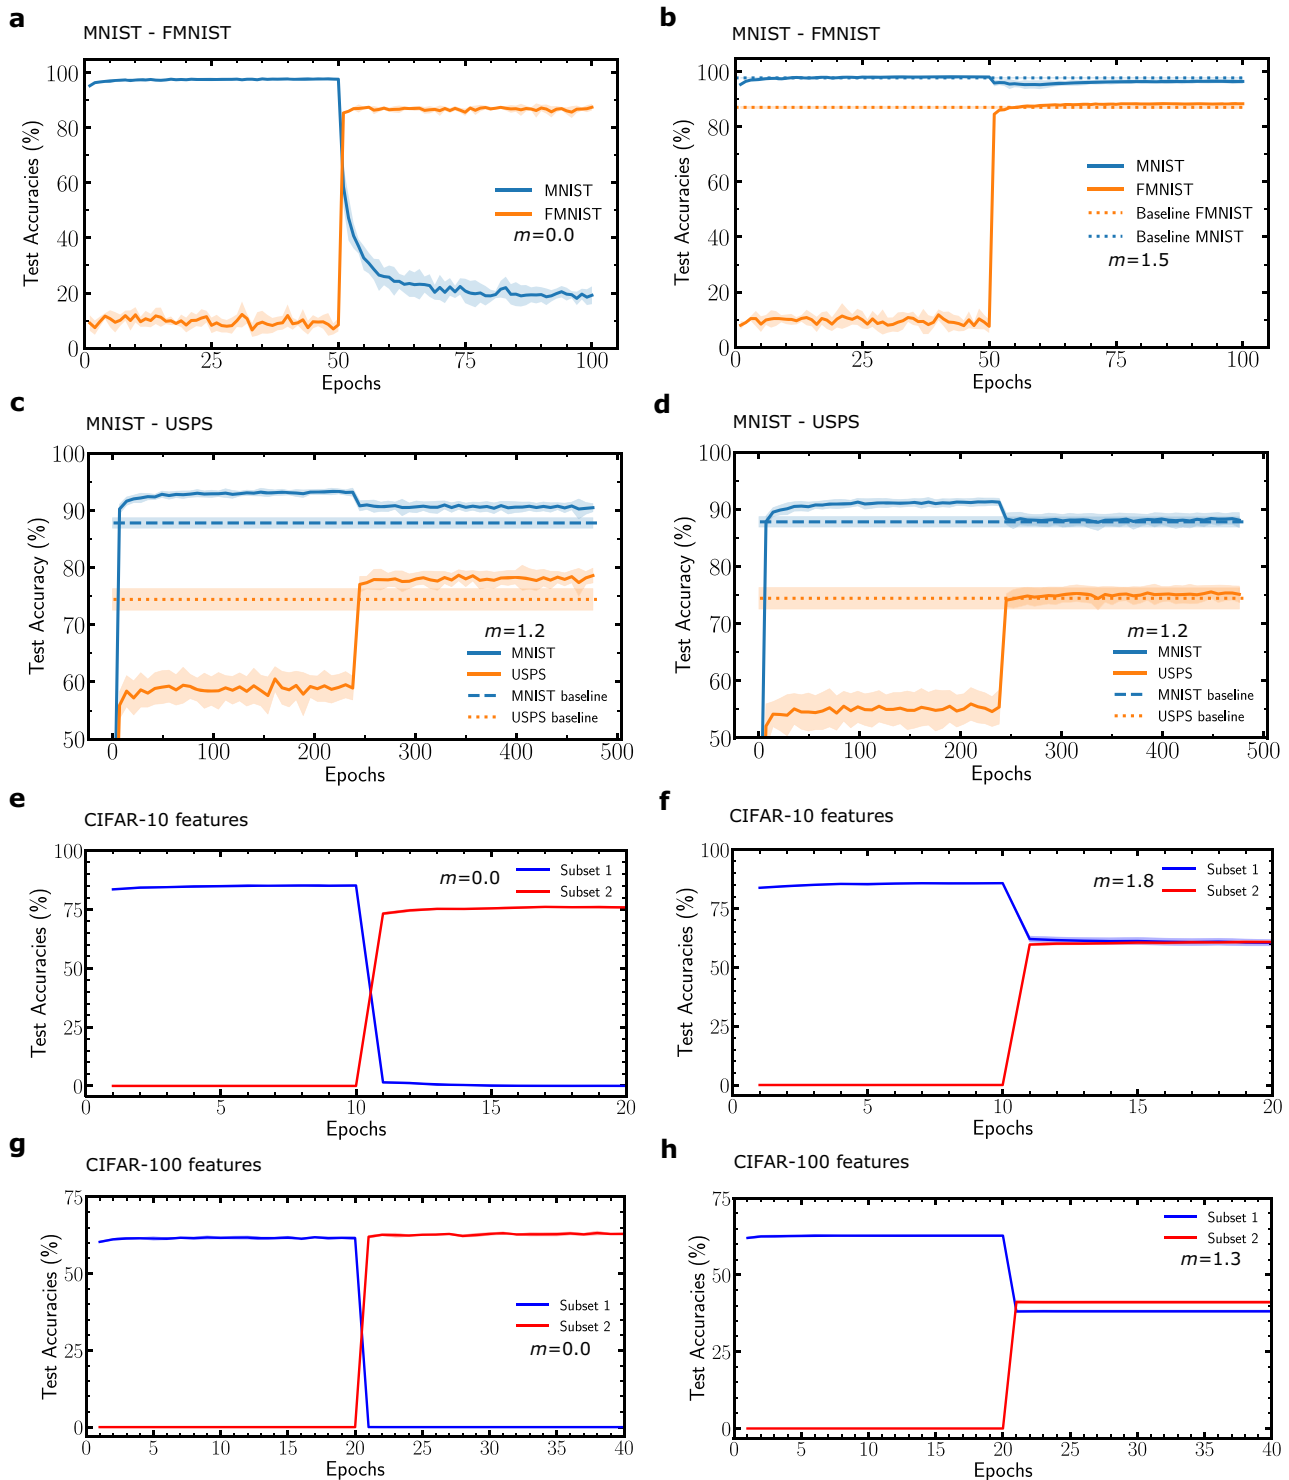 a
MNIST - FMNIST
Test Accuracies (%)
100
80
60
40
20
0
MNIST
FMNIST
m=0.0
0
25
50
75
100
Epochs
b
MNIST - FMNIST
Test Accuracies (%)
100
80
60
40
20
0
MNIST
FMNIST
Baseline FMNIST
Baseline MNIST
m=1.5
0
25
50
75
100
Epochs
c
MNIST - USPS
Test Accuracy (%)
100
90
80
70
60
50
m=1.2
MNIST
USPS
MNIST baseline
USPS baseline
0
100
200
300
400
500
Epochs
d
MNIST - USPS
Test Accuracy (%)
100
90
80
70
60
50
m=1.2
MNIST
USPS
MNIST baseline
USPS baseline
0
100
200
300
400
500
Epochs
e
CIFAR-10 features
Test Accuracies (%)
100
75
50
25
0
m=0.0
Subset 1
Subset 2
0
5
10
15
20
Epochs
f
CIFAR-10 features
Test Accuracies (%)
100
75
50
25
0
m=1.8
Subset 1
Subset 2
0
5
10
15
20
Epochs
g
CIFAR-100 features
Test Accuracies (%)
75
50
25
0
Subset 1
Subset 2
m=0.0
0
5
10
15
20
25
30
35
40
Epochs
h
CIFAR-100 features
Test Accuracies (%)
75
50
25
0
Subset 1
Subset 2
m=1.3
0
5
10
15
20
25
30
35
40
Epochs